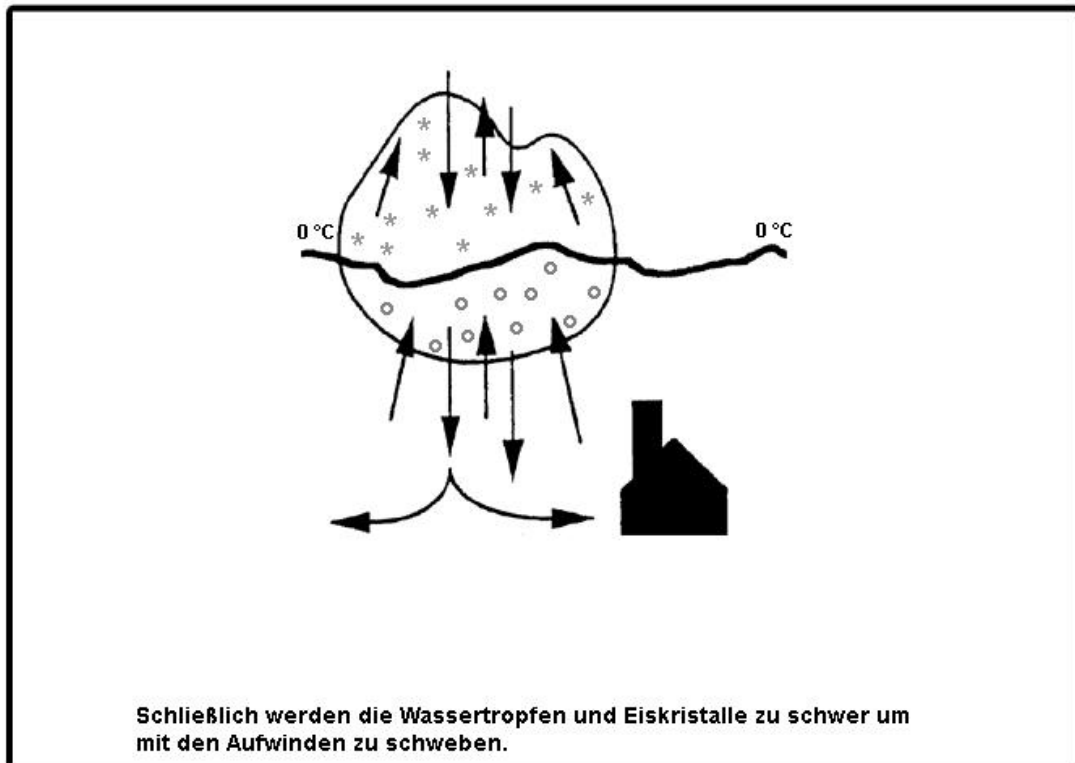 0 °C
0 °C
Schließlich werden die Wassertropfen und Eiskristalle zu schwer um
mit den Aufwinden zu schweben.